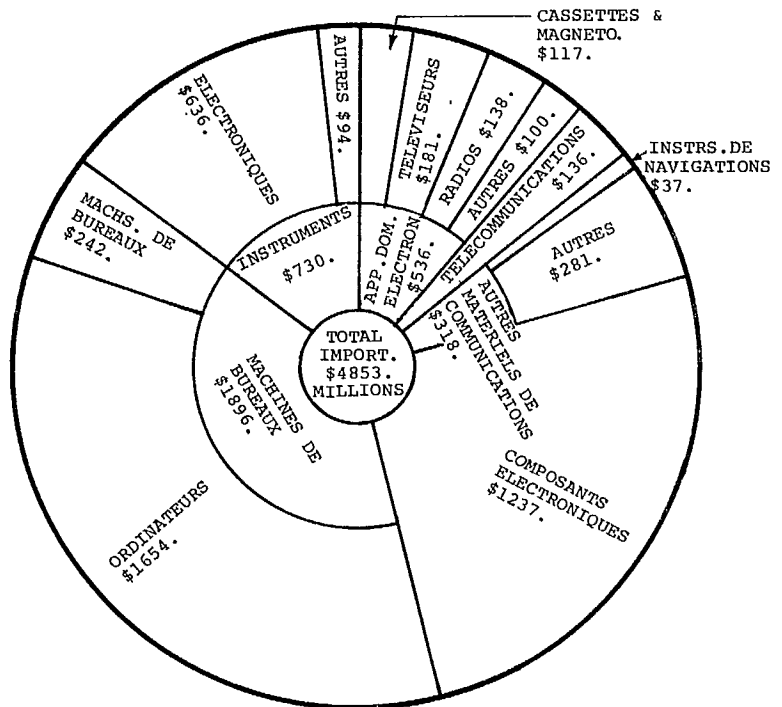 CASSETTES &
MAGNETO.
$117.
TELEVISEURS
$181.
RADIOS $138.
AUTRES $100.
TELECOMMUNICATIONS
$136.
INSTRS.DE
NAVIGATIONS
$37.
AUTRES
$281.
APP.DOM.
ELECTRON
$536.
AUTRES
MATERIELS DE
COMMUNICATIONS
$318.
COMPOSANTS
ELECTRONIQUES
$1237.
ORDINATEURS
$1654.
MACHINES DE
BUREAUX
$1896.
MACHS. DE
BUREAUX
$242.
ELECTRONIQUES
$636.
AUTRES $94.
INSTRUMENTS
$730.
TOTAL
IMPORT.
$4853.
MILLIONS